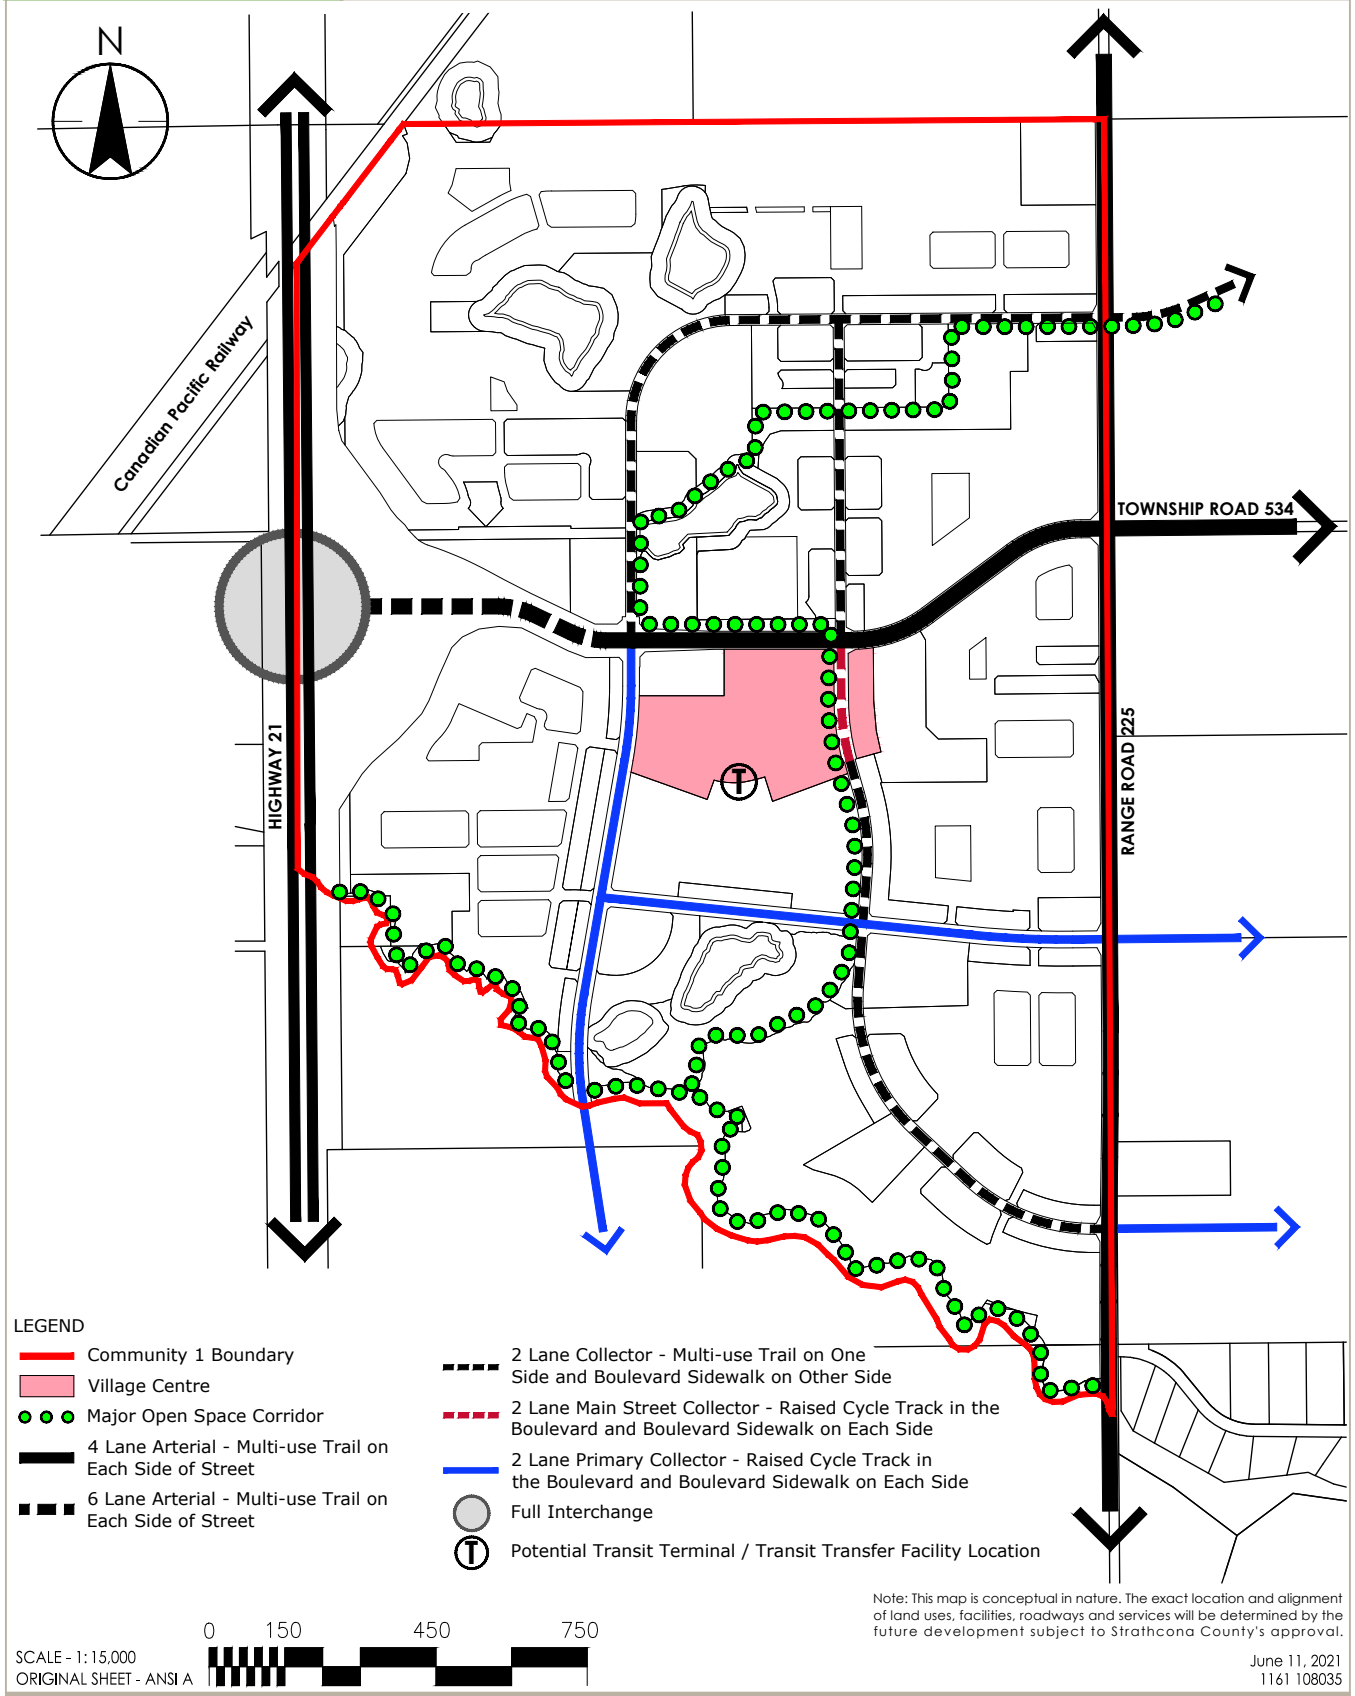 N
Canadian Pacific Railway
TOWNSHIP ROAD 534
HIGHWAY 21
RANGE ROAD 225
T
LEGEND
Community 1 Boundary
Village Centre
Major Open Space Corridor
4 Lane Arterial - Multi-use Trail on
Each Side of Street
6 Lane Arterial - Multi-use Trail on
Each Side of Street
2 Lane Collector - Multi-use Trail on One
Side and Boulevard Sidewalk on Other Side
2 Lane Main Street Collector - Raised Cycle Track in the
Boulevard and Boulevard Sidewalk on Each Side
2 Lane Primary Collector - Raised Cycle Track in
the Boulevard and Boulevard Sidewalk on Each Side
Full Interchange
T
Potential Transit Terminal / Transit Transfer Facility Location
Note: This map is conceptual in nature. The exact location and alignment
of land uses, facilities, roadways and services will be determined by the
future development subject to Strathcona County's approval.
0 150 450 750
SCALE - 1:15,000
ORIGINAL SHEET - ANSI A
June 11, 2021
1161 108035